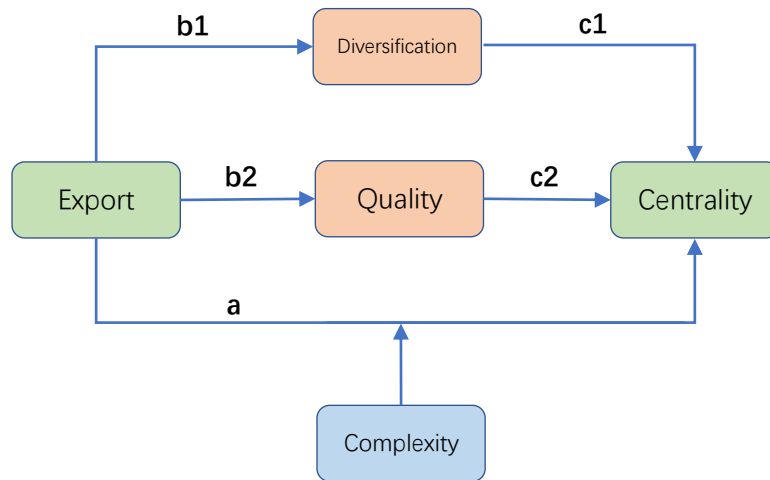 b1
Diversification
c1
Export
b2
Quality
c2
Centrality
a
Complexity